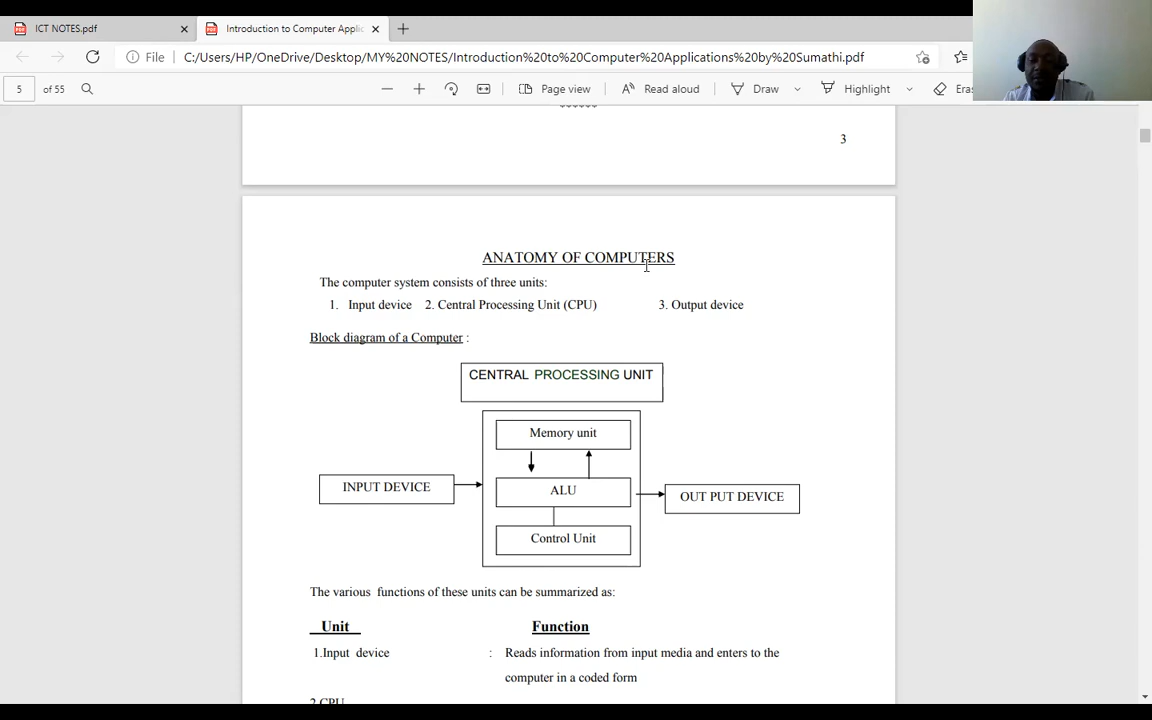 ICT NOTES.pdf
Introduction to Computer Applic
File C:/Users/HP/OneDrive/Desktop/MY%20NOTES/Introduction%20to%20Computer%20Applications%20by%20Sumathi.pdf
5 of 55 Page view Read aloud Draw Highlight Eras
$$$$$$
3
ANATOMY OF COMPUTERS
The computer system consists of three units:
1. Input device 2. Central Processing Unit (CPU) 3. Output device
Block diagram of a Computer :
CENTRAL PROCESSING UNIT
Memory unit
INPUT DEVICE
ALU
OUT PUT DEVICE
Control Unit
The various functions of these units can be summarized as:
Unit Function
1.Input device : Reads information from input media and enters to the
computer in a coded form
2.CPU